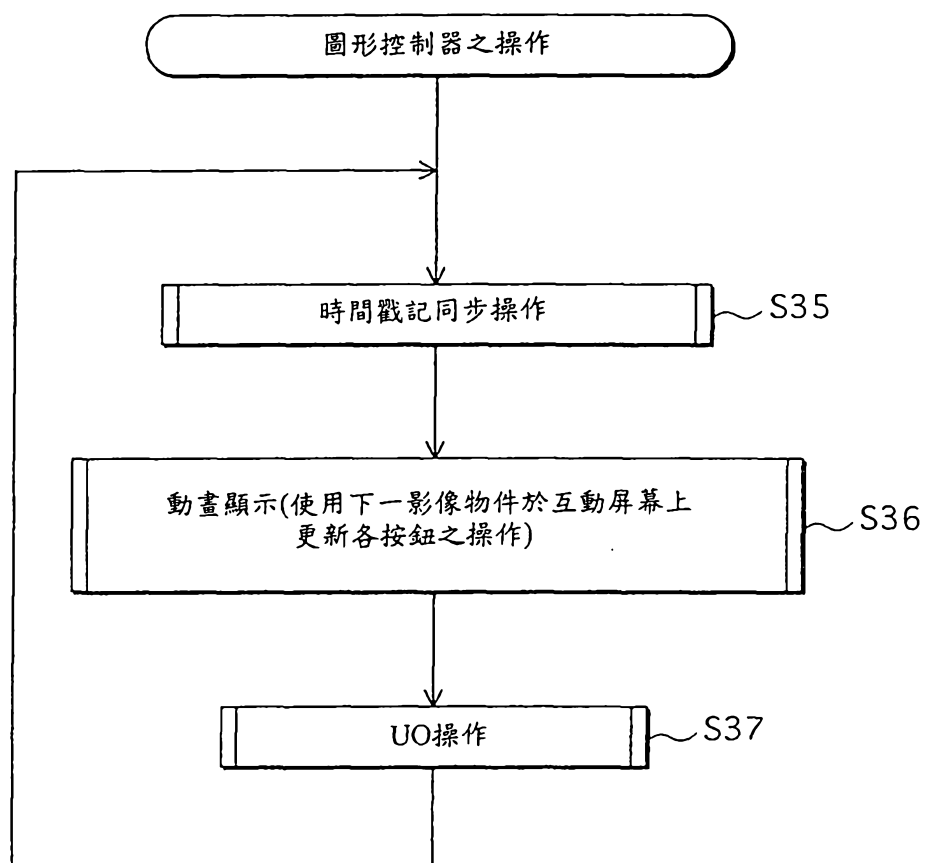 圖形控制器之操作
時間戳記同步操作
S35
動畫顯示(使用下一影像物件於互動屏幕上
更新各按鈕之操作)
S36
UO操作
S37